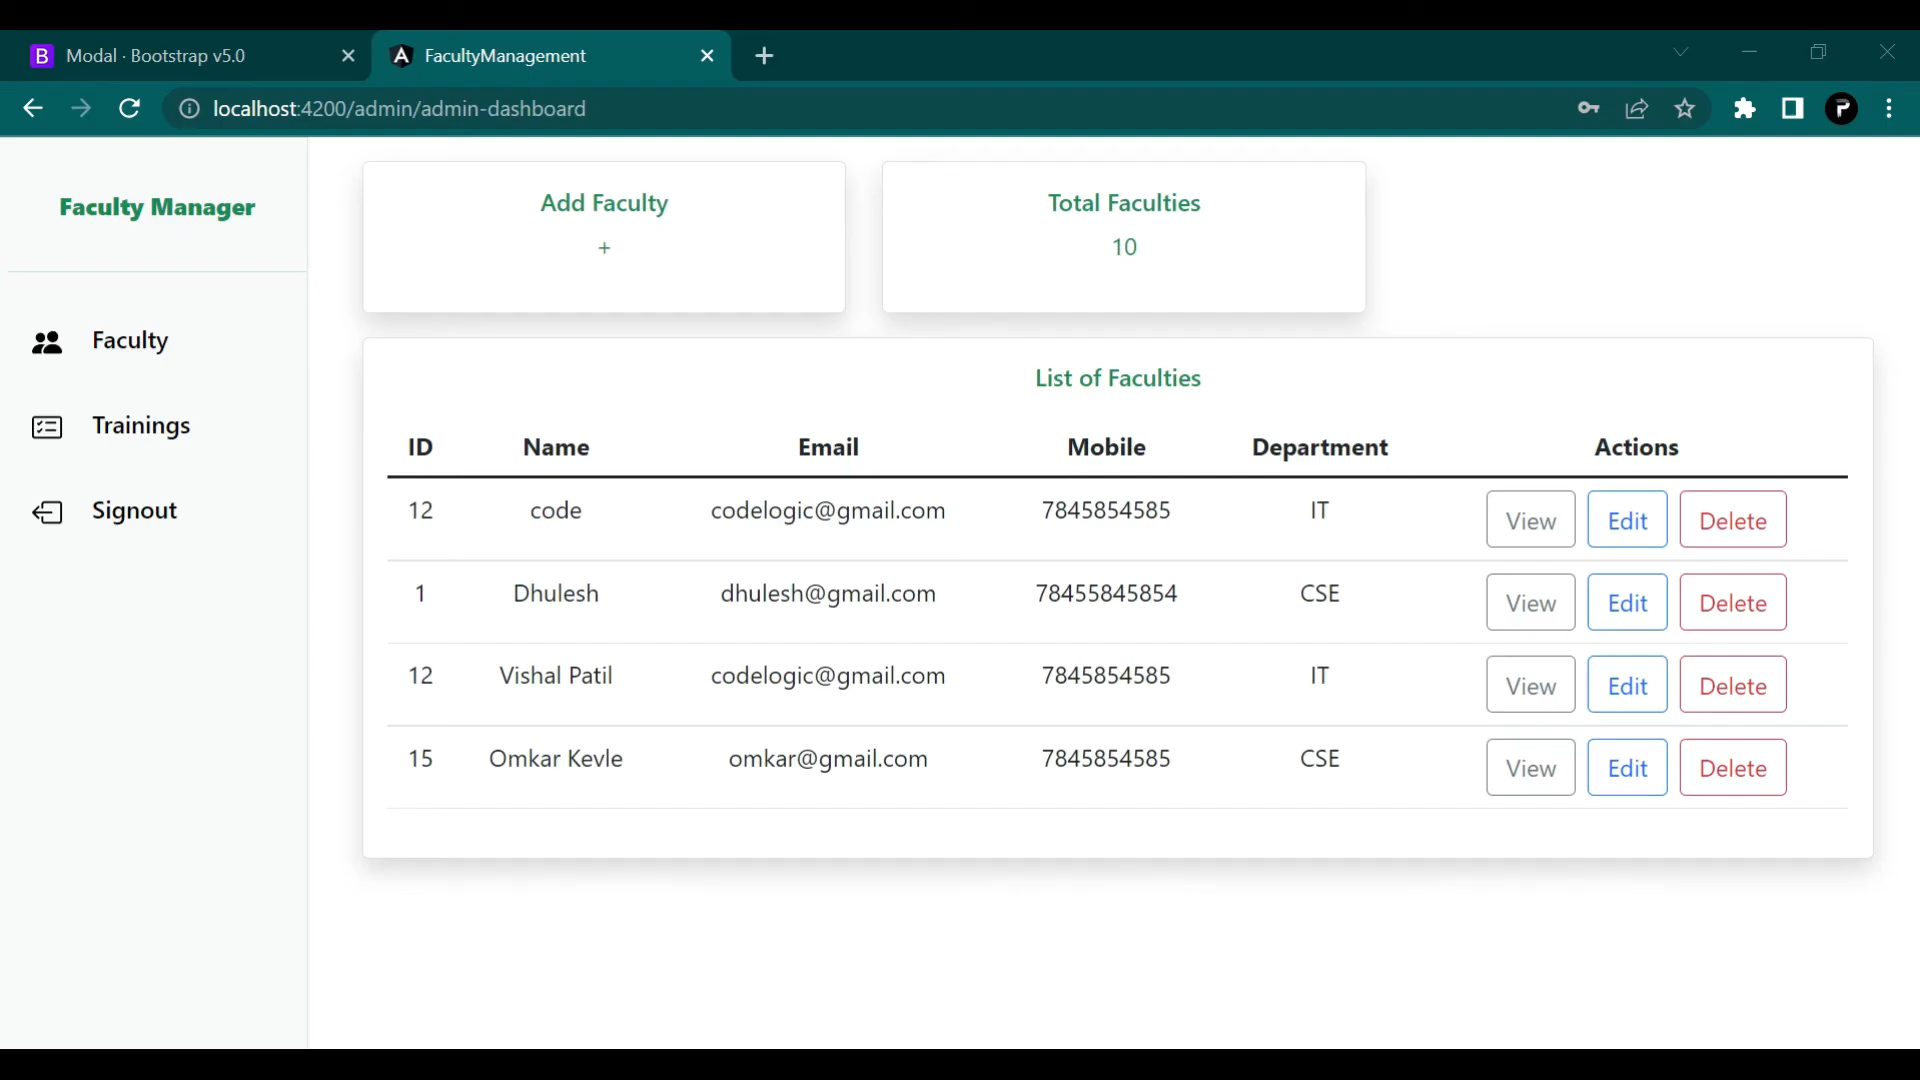 Modal · Bootstrap v5.0
FacultyManagement
localhost:4200/admin/admin-dashboard
Faculty Manager
Faculty
Trainings
Signout
Add Faculty
+
Total Faculties
10
List of Faculties
ID Name Email Mobile Department Actions
12 code codelogic@gmail.com 7845854585 IT View Edit Delete
1 Dhulesh dhulesh@gmail.com 78455845854 CSE View Edit Delete
12 Vishal Patil codelogic@gmail.com 7845854585 IT View Edit Delete
15 Omkar Kevle omkar@gmail.com 7845854585 CSE View Edit Delete